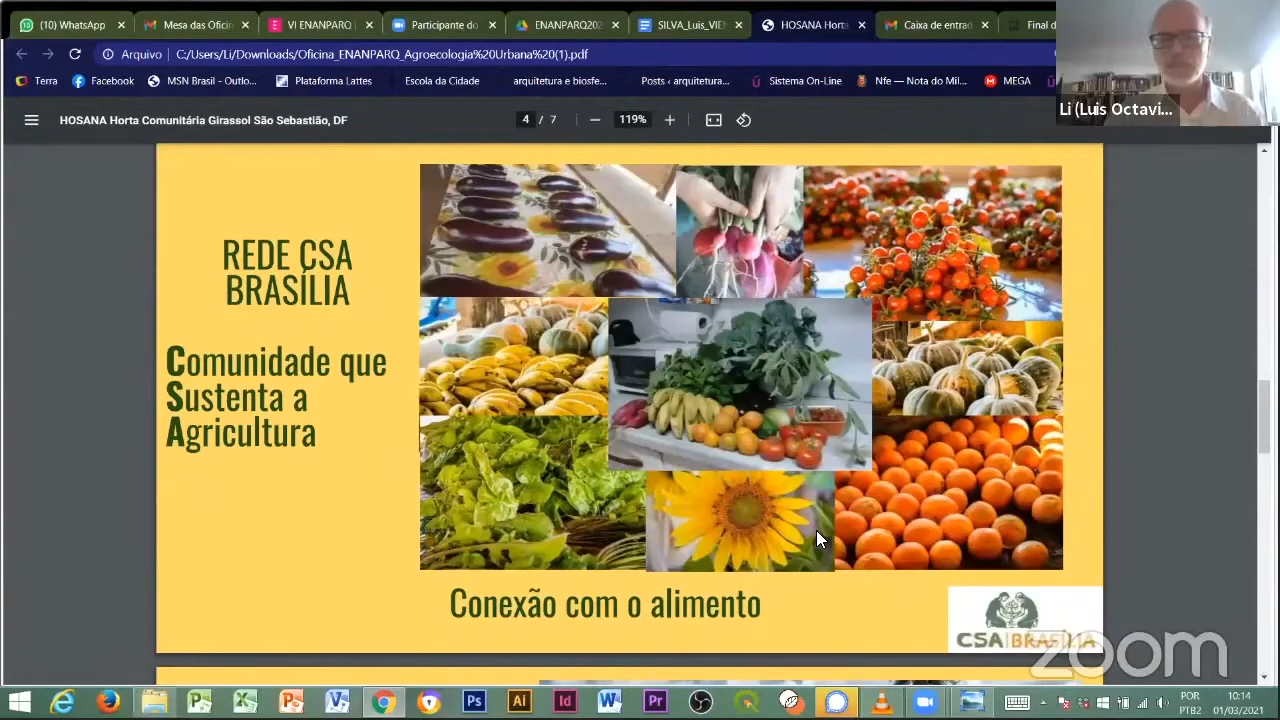 (10) WhatsApp
Mesa das Oficin
VI ENANPARQ |
Participante do
ENANPARQ202
SILVA_Luis_VIE
HOSANA Horta
Caixa de entrad
Final d
Arquivo | C:/Users/Li/Downloads/Oficina_ENANPARQ_Agroecologia%20Urbana%20(1).pdf
Terra
Facebook
MSN Brasil - Outlo...
Plataforma Lattes
Escola da Cidade
arquitetura e biosfe...
Posts ‹ arquitetura...
Sistema On-Line
Nfe — Nota do Mil...
MEGA
Li (Luis Octavi...
HOSANA Horta Comunitária Girassol São Sebastião, DF
4 / 7
119%
REDE CSA
BRASÍLIA
Comunidade que
Sustenta a
Agricultura
Conexão com o alimento
CSA|BRASÍLIA
zoom
POR
PTB2
10:14
01/03/2021